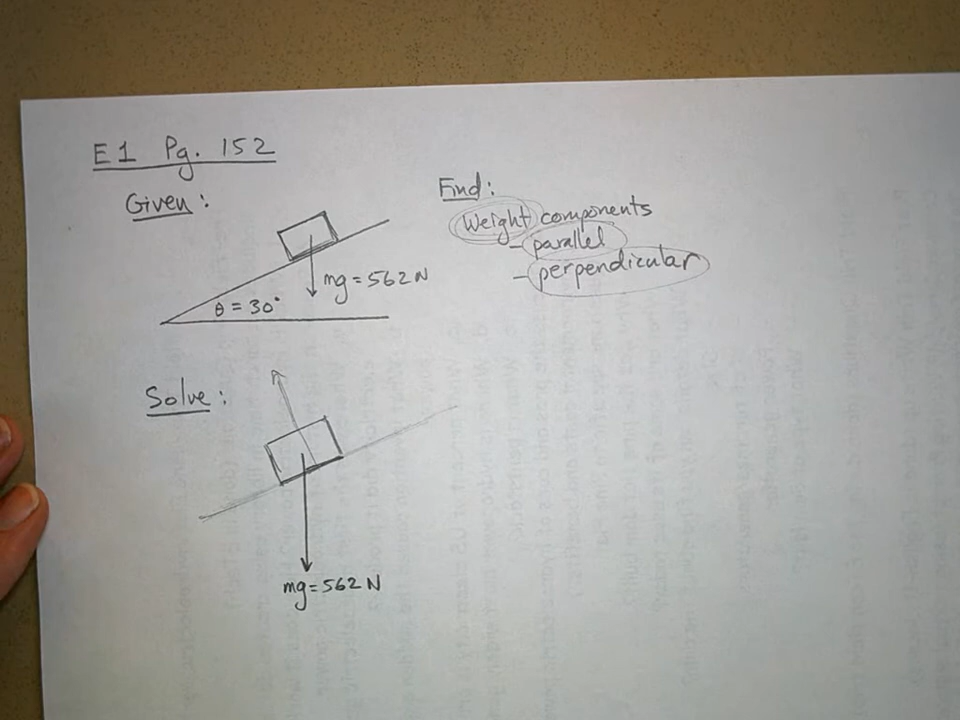 E1 Pg. 152
Given:
Find:
Weight components
- parallel
- perpendicular
mg = 562 N
θ = 30°
Solve:
mg = 562 N